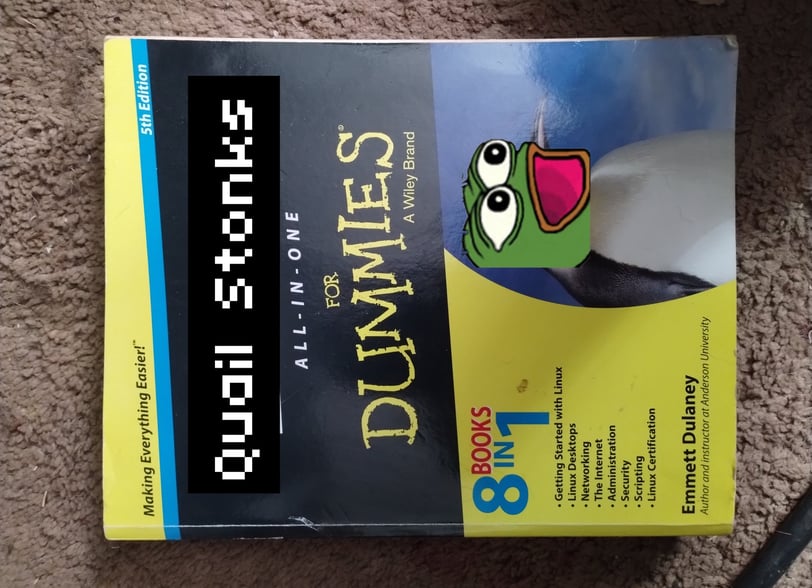 Making Everything Easier!™
5th Edition
Quail Stonks
ALL-IN-ONE
FOR
DUMMIES®
A Wiley Brand
8 BOOKS
IN 1
• Getting Started with Linux
• Linux Desktops
• Networking
• The Internet
• Administration
• Security
• Scripting
• Linux Certification
Emmett Dulaney
Author and instructor at Anderson University